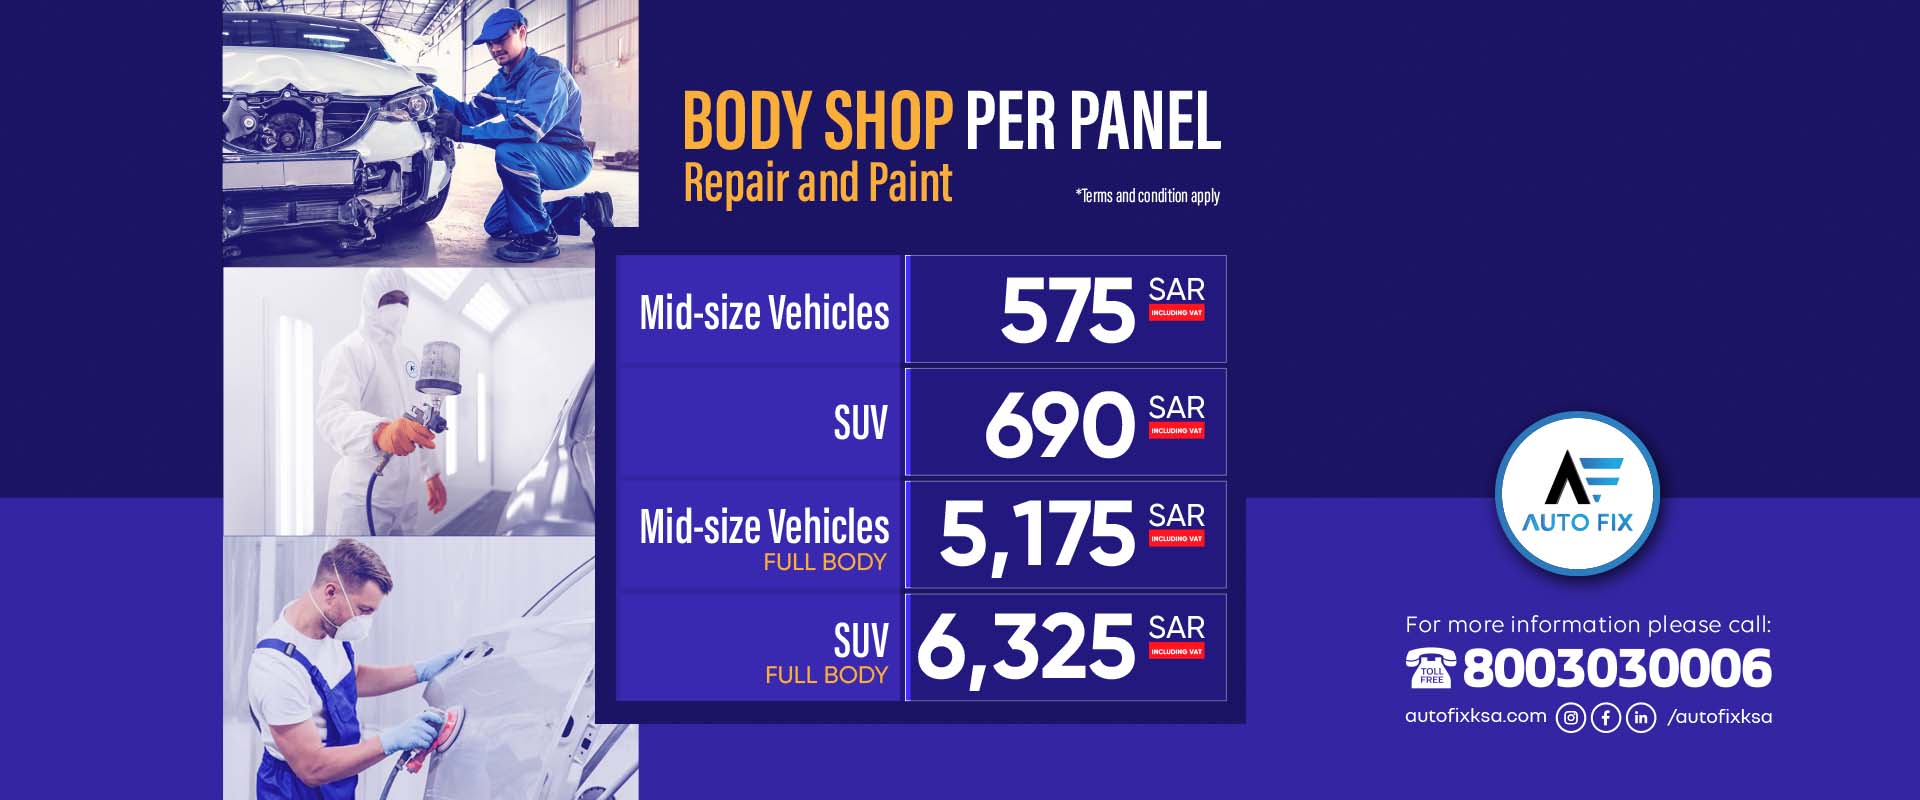 BODY SHOP PER PANEL
Repair and Paint
*Terms and condition apply
Mid-size Vehicles
575 SAR
INCLUDING VAT
SUV
690 SAR
INCLUDING VAT
Mid-size Vehicles
FULL BODY
5,175 SAR
INCLUDING VAT
SUV
FULL BODY
6,325 SAR
INCLUDING VAT
AUTO FIX
For more information please call:
TOLL
FREE
8003030006
autofixksa.com /autofixksa